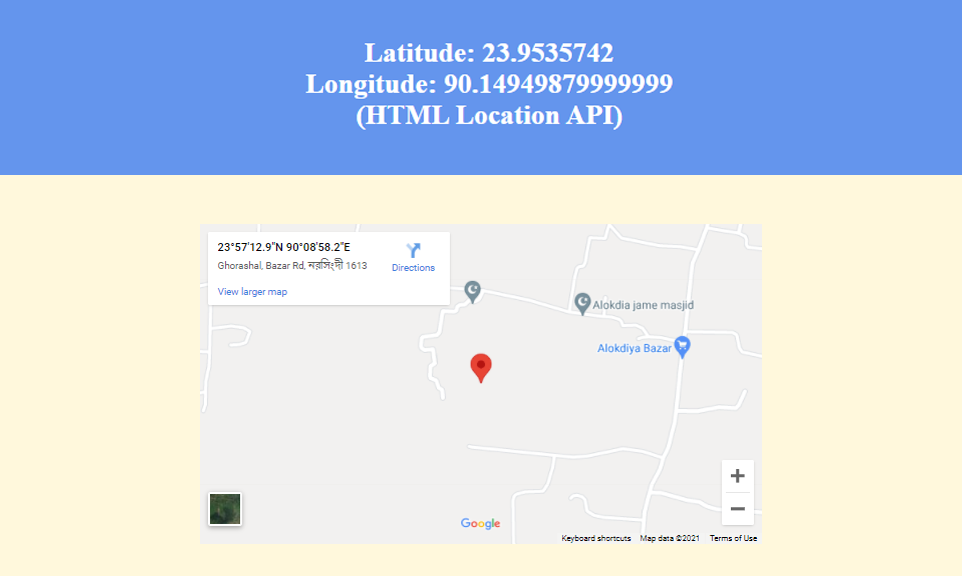 Latitude: 23.9535742
Longitude: 90.14949879999999
(HTML Location API)
23°57'12.9"N 90°08'58.2"E
Directions
Ghorashal, Bazar Rd, নরসিংদী 1613
View larger map
Alokdia jame masjid
Alokdiya Bazar
Google
Keyboard shortcuts Map data ©2021 Terms of Use